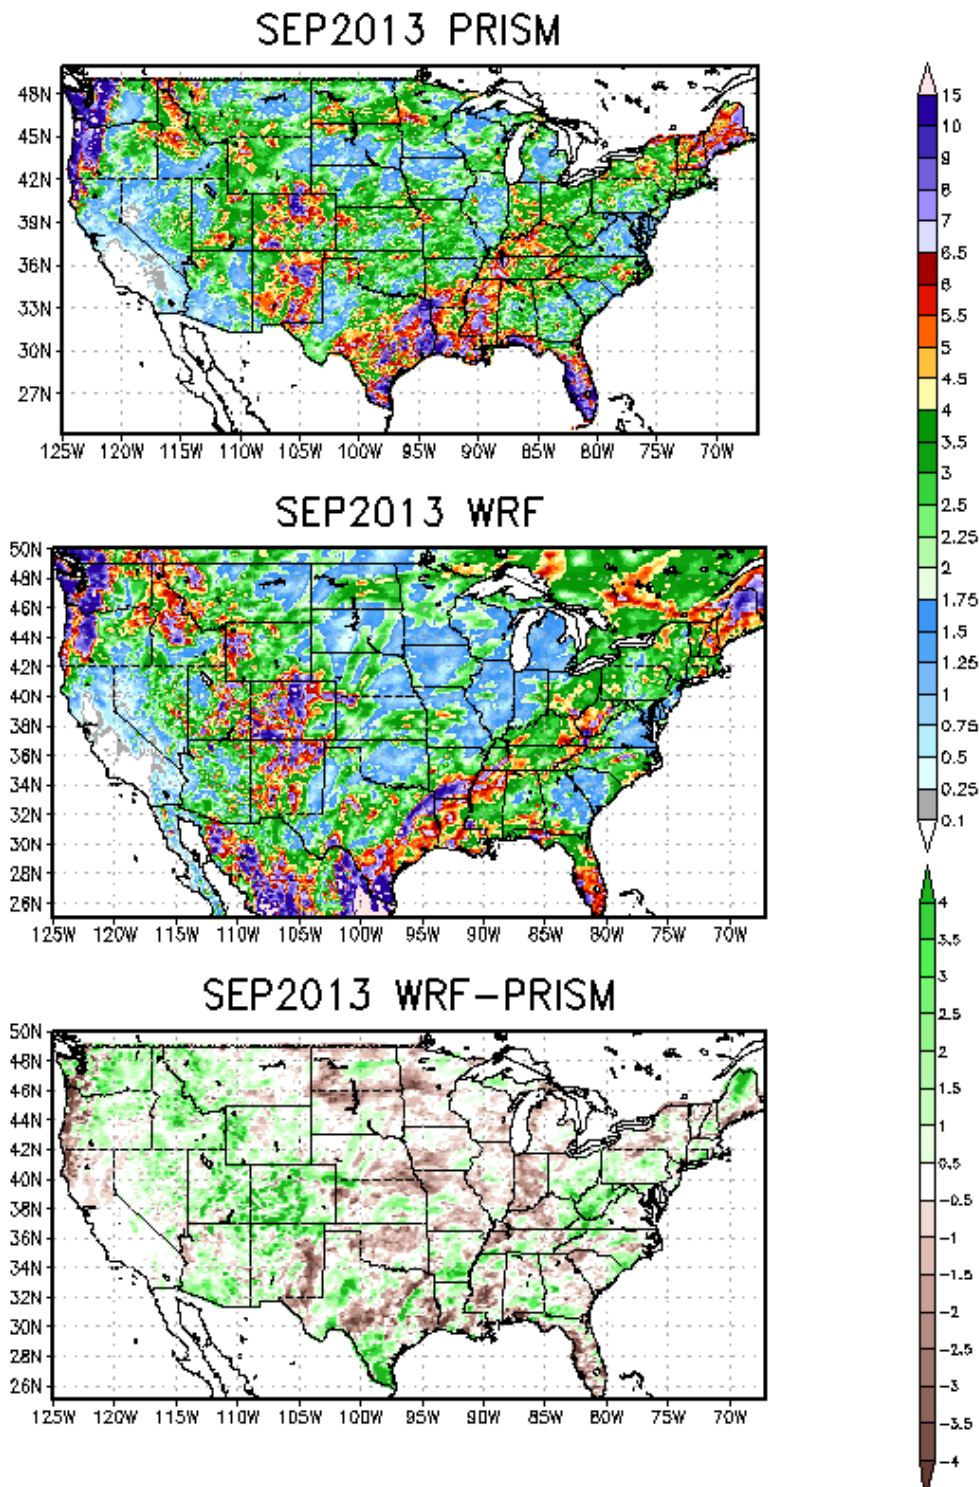 SEP2013 PRISM
48N
45N
42N
39N
36N
33N
30N
27N
125W 120W 115W 110W 105W 100W 95W 90W 85W 80W 75W 70W
SEP2013 WRF
50N
48N
46N
44N
42N
40N
38N
36N
34N
32N
30N
28N
26N
125W 120W 115W 110W 105W 100W 95W 90W 85W 80W 75W 70W
SEP2013 WRF-PRISM
50N
48N
46N
44N
42N
40N
38N
36N
34N
32N
30N
28N
26N
125W 120W 115W 110W 105W 100W 95W 90W 85W 80W 75W 70W
15
10
9
8
7
6.5
6
5.5
5
4.5
4
3.5
2.5
2.25
2
1.75
1.5
1.25
1
0.75
0.5
0.25
0.1
4
3.5
3
2.5
2
1.5
1
0.5
-0.5
-1
-1.5
-2
-2.5
-3
-3.5
-4